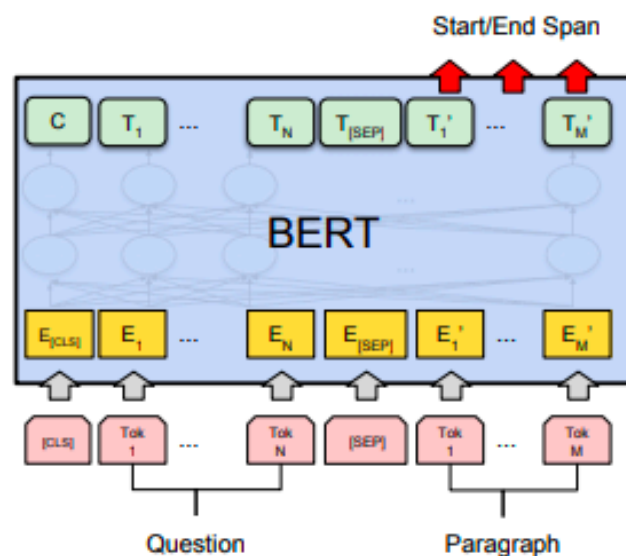 Start/End Span
C T1 ... TN T[SEP] T1' ... TM'
... 
BERT
...
E[CLS] E1 ... EN E[SEP] E1' ... EM'
[CLS] Tok 1 ... Tok N [SEP] Tok 1 ... Tok M
Question Paragraph